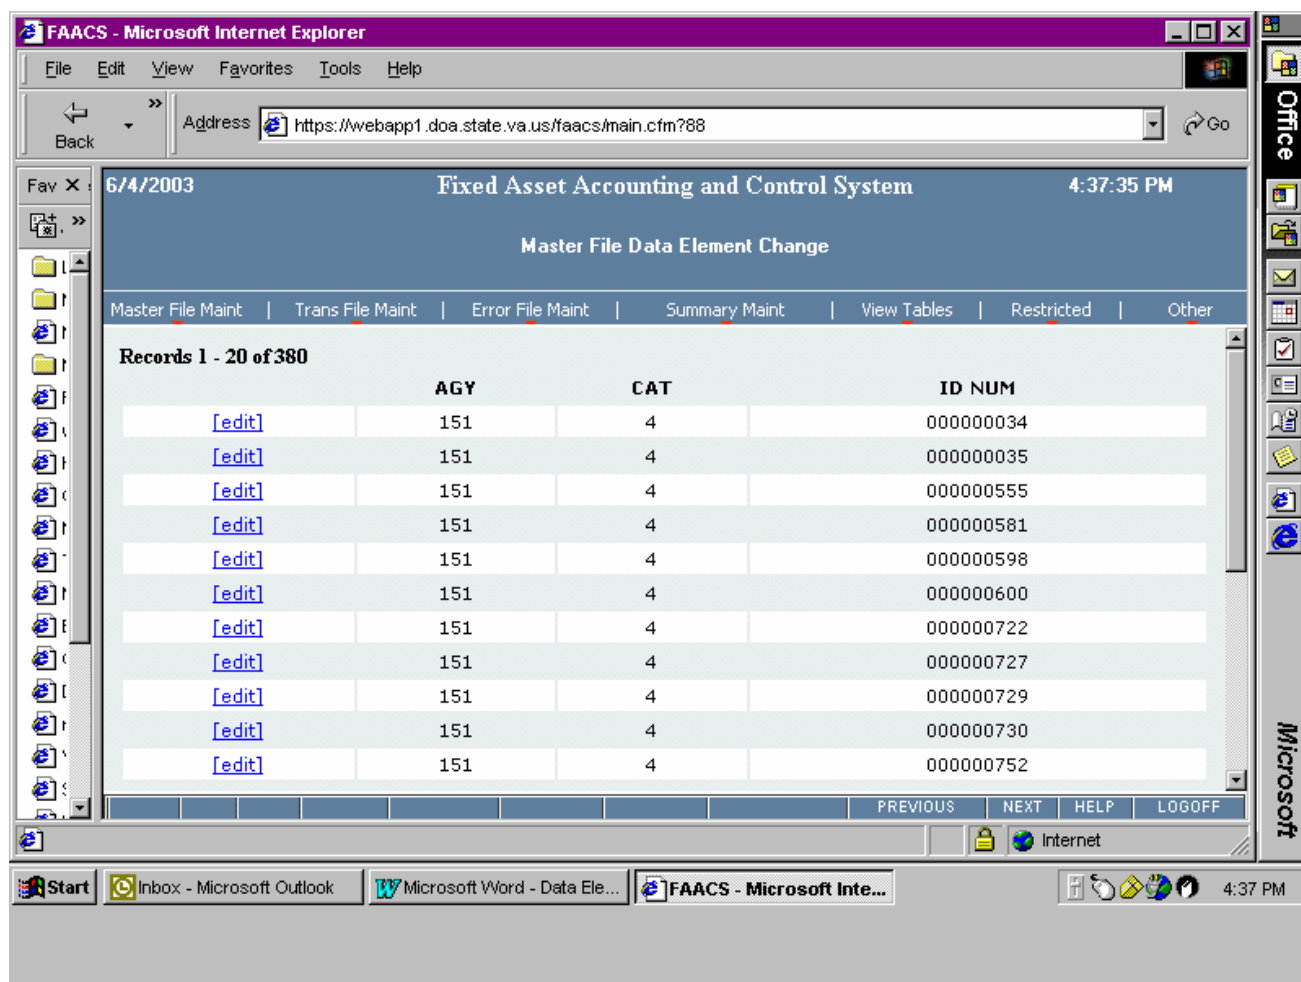 FAACS - Microsoft Internet Explorer
File Edit View Favorites Tools Help
Back » Address https://webapp1.doa.state.va.us/faacs/main.cfm?88 Go
Fav
6/4/2003 Fixed Asset Accounting and Control System 4:37:35 PM
Master File Data Element Change
Master File Maint | Trans File Maint | Error File Maint | Summary Maint | View Tables | Restricted | Other
Records 1 - 20 of 380
AGY CAT ID NUM
[edit] 151 4 000000034
[edit] 151 4 000000035
[edit] 151 4 000000555
[edit] 151 4 000000581
[edit] 151 4 000000598
[edit] 151 4 000000600
[edit] 151 4 000000722
[edit] 151 4 000000727
[edit] 151 4 000000729
[edit] 151 4 000000730
[edit] 151 4 000000752
PREVIOUS NEXT HELP LOGOFF
Internet
Start Inbox - Microsoft Outlook Microsoft Word - Data Ele... FAACS - Microsoft Inte... 4:37 PM
Office
Microsoft